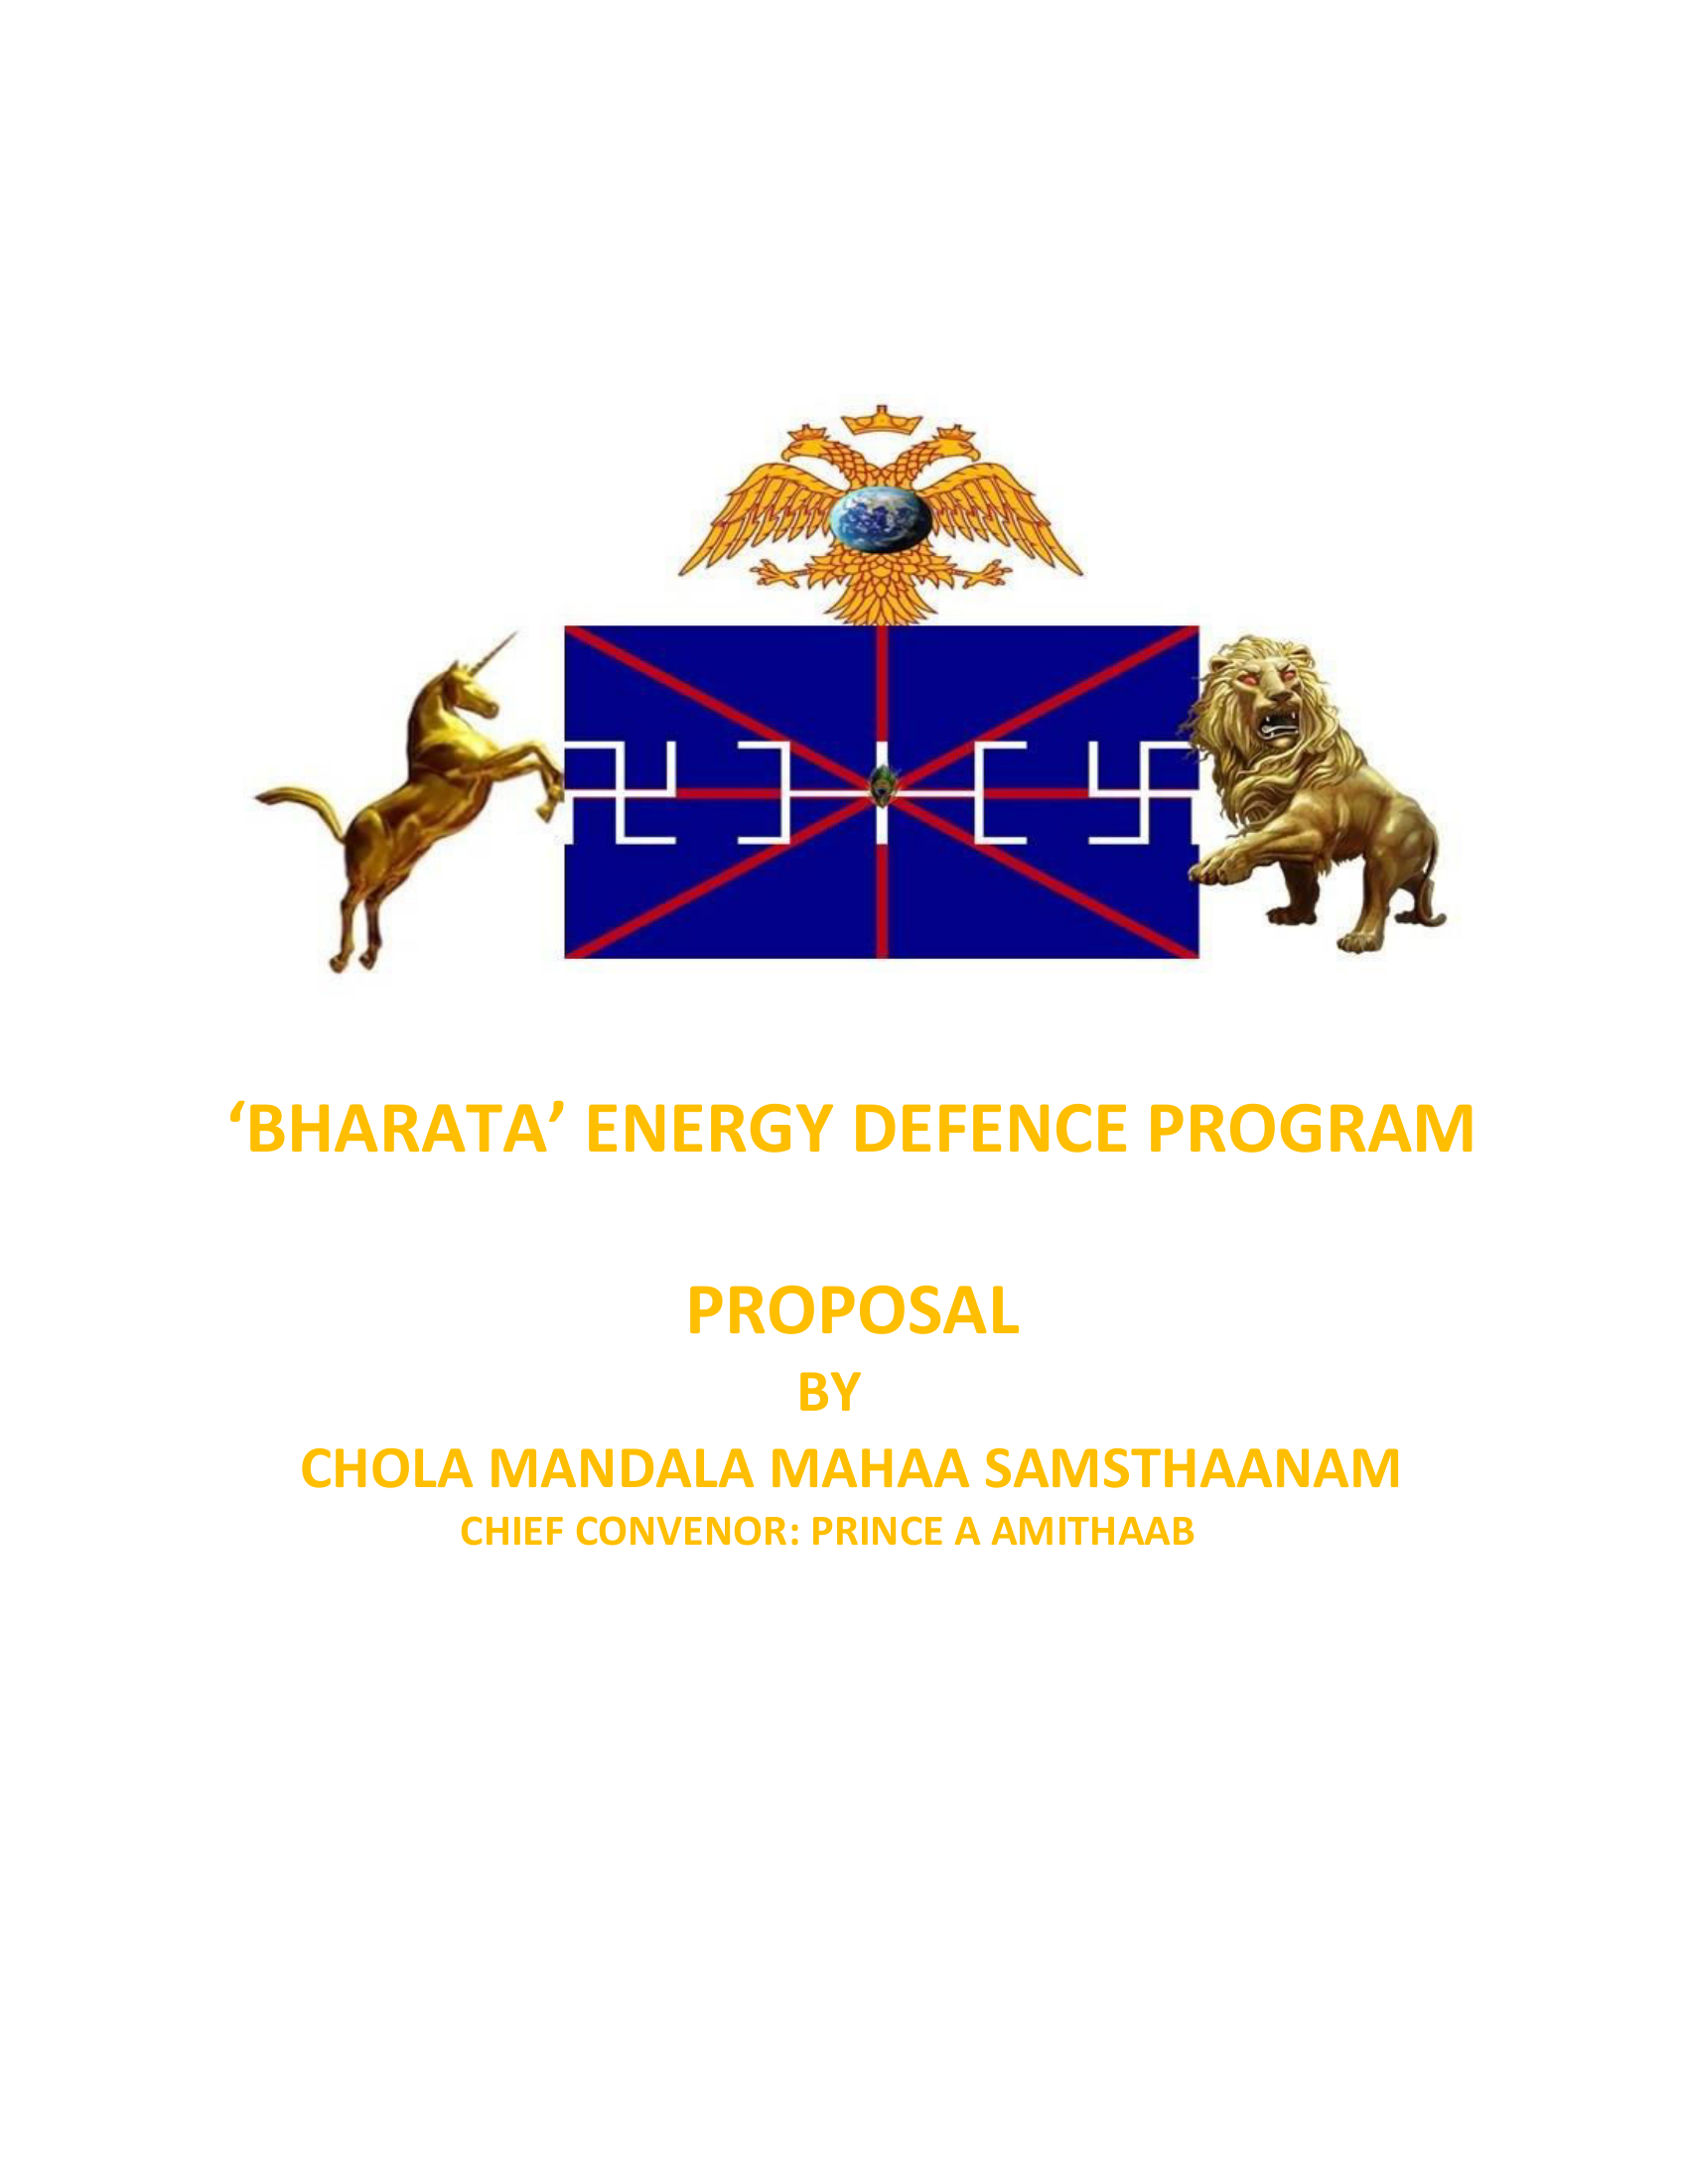 ‘BHARATA’ ENERGY DEFENCE PROGRAM
PROPOSAL
BY
CHOLA MANDALA MAHAA SAMSTHAANAM
CHIEF CONVENOR: PRINCE A AMITHAAB